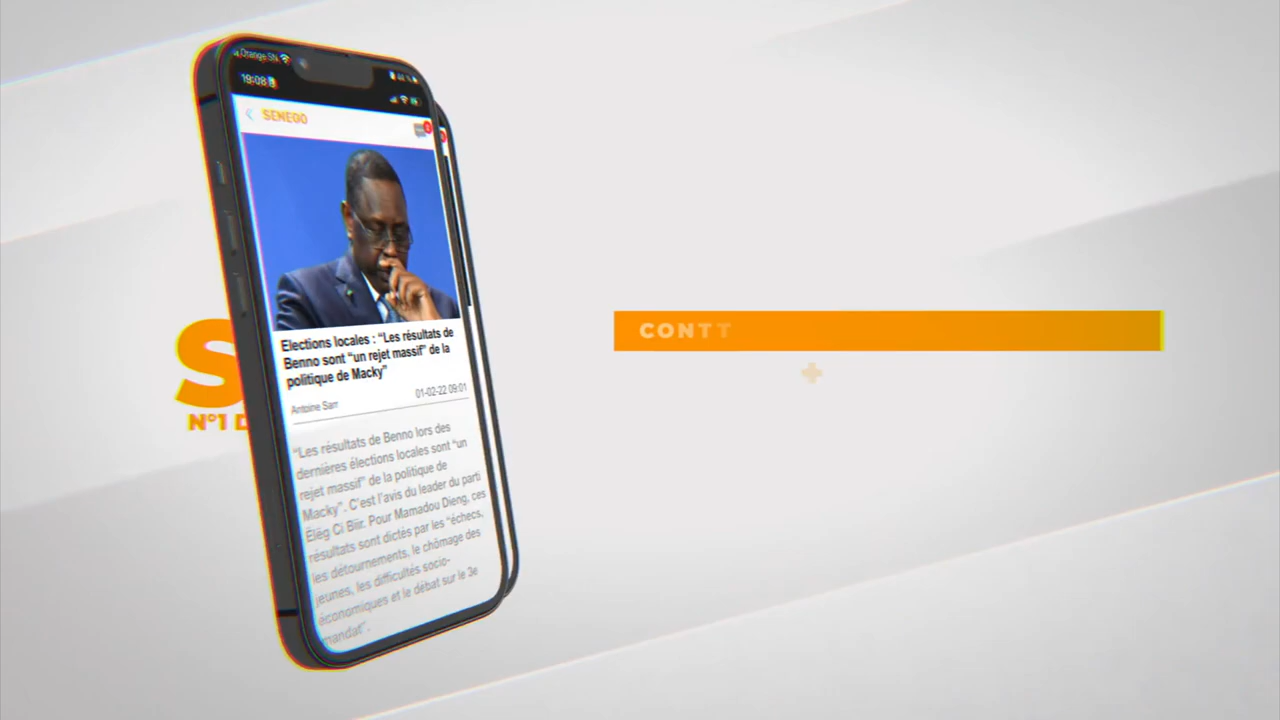 Orange SN
19:08
SENEGO
Elections locales : “Les résultats de
Benno sont “un rejet massif” de la
politique de Macky”
Antoine Sarr
01-02-22 09:01
“Les résultats de Benno lors des
dernières élections locales sont “un
rejet massif” de la politique de
Macky”. C’est l’avis du leader du parti
Ëlëg Ci Biir. Pour Mamadou Dieng, ces
résultats sont dictés par les “échecs,
les détournements, le chômage des
jeunes, les difficultés socio-
économiques et le débat sur le 3e
mandat”.
S
N°1 D
CONTT